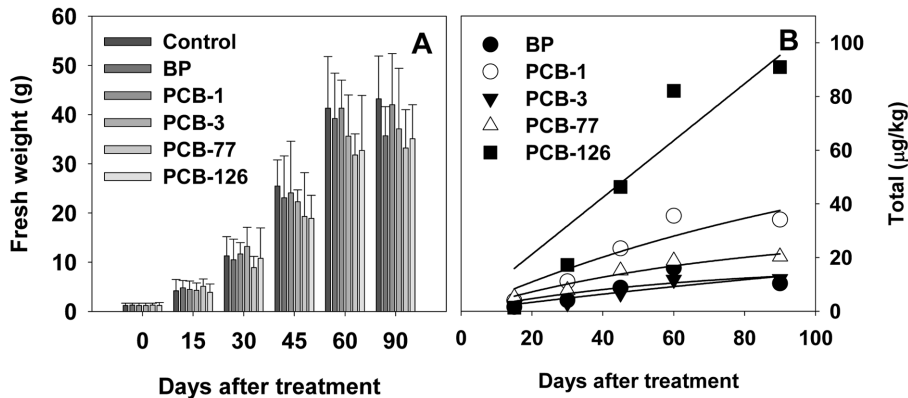 A
Fresh weight (g)
60
50
40
30
20
10
0
Control
BP
PCB-1
PCB-3
PCB-77
PCB-126
0 15 30 45 60 90
Days after treatment
B
BP
PCB-1
PCB-3
PCB-77
PCB-126
100
80
60
40
20
0
Total (µg/kg)
0 20 40 60 80 100
Days after treatment